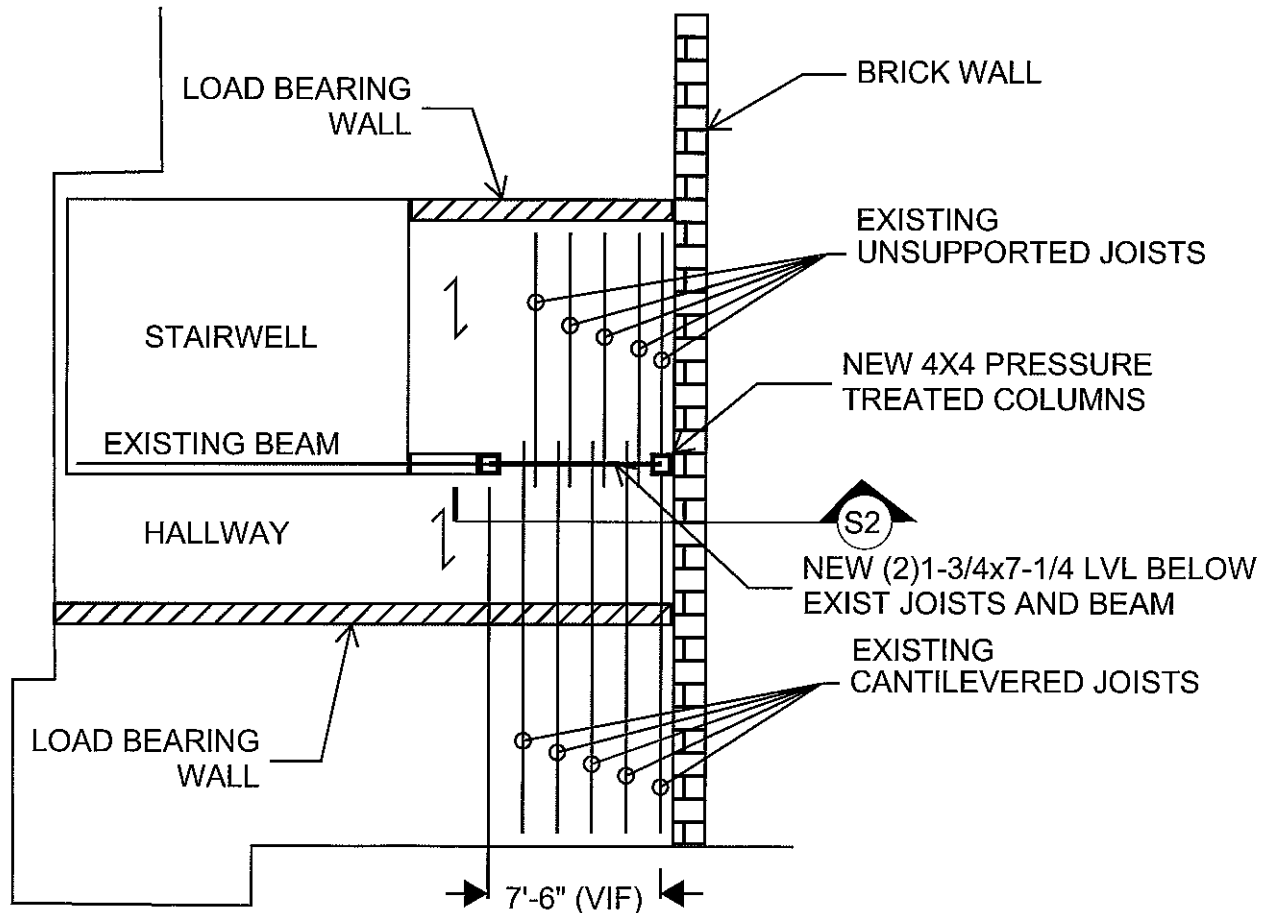 LOAD BEARING
WALL
BRICK WALL
EXISTING
UNSUPPORTED JOISTS
STAIRWELL
NEW 4X4 PRESSURE
TREATED COLUMNS
EXISTING BEAM
HALLWAY
S2
NEW (2)1-3/4x7-1/4 LVL BELOW
EXIST JOISTS AND BEAM
EXISTING
CANTILEVERED JOISTS
LOAD BEARING
WALL
7'-6" (VIF)